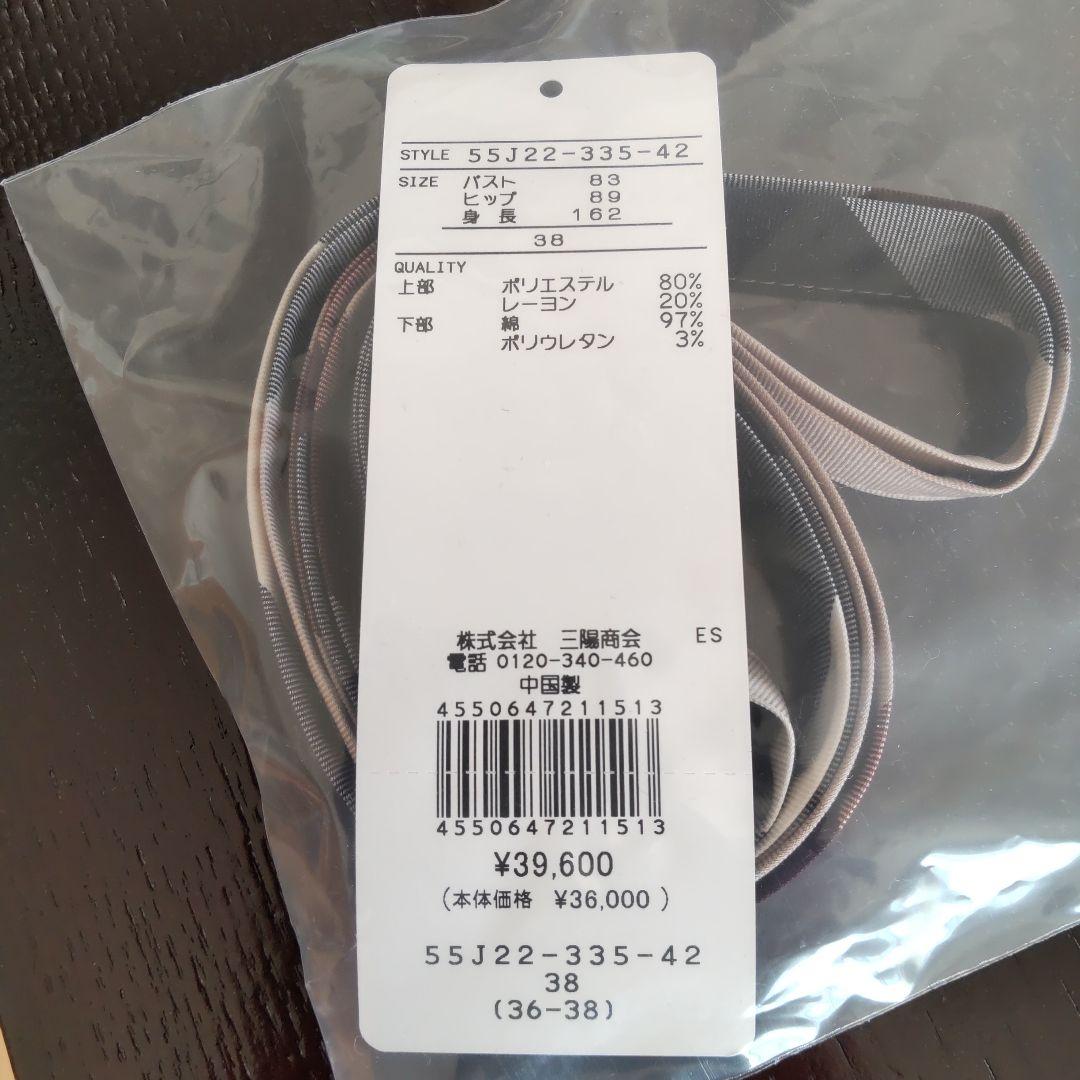 STYLE 55J22-335-42
SIZE バスト 83
ヒップ 89
身長 162
38
QUALITY
上部 ポリエステル 80%
レーヨン 20%
下部 綿 97%
ポリウレタン 3%
株式会社 三陽商会 ES
電話 0120-340-460
中国製
4550647211513
4550647211513
¥39,600
(本体価格 ¥36,000 )
55J22-335-42
38
(36-38)